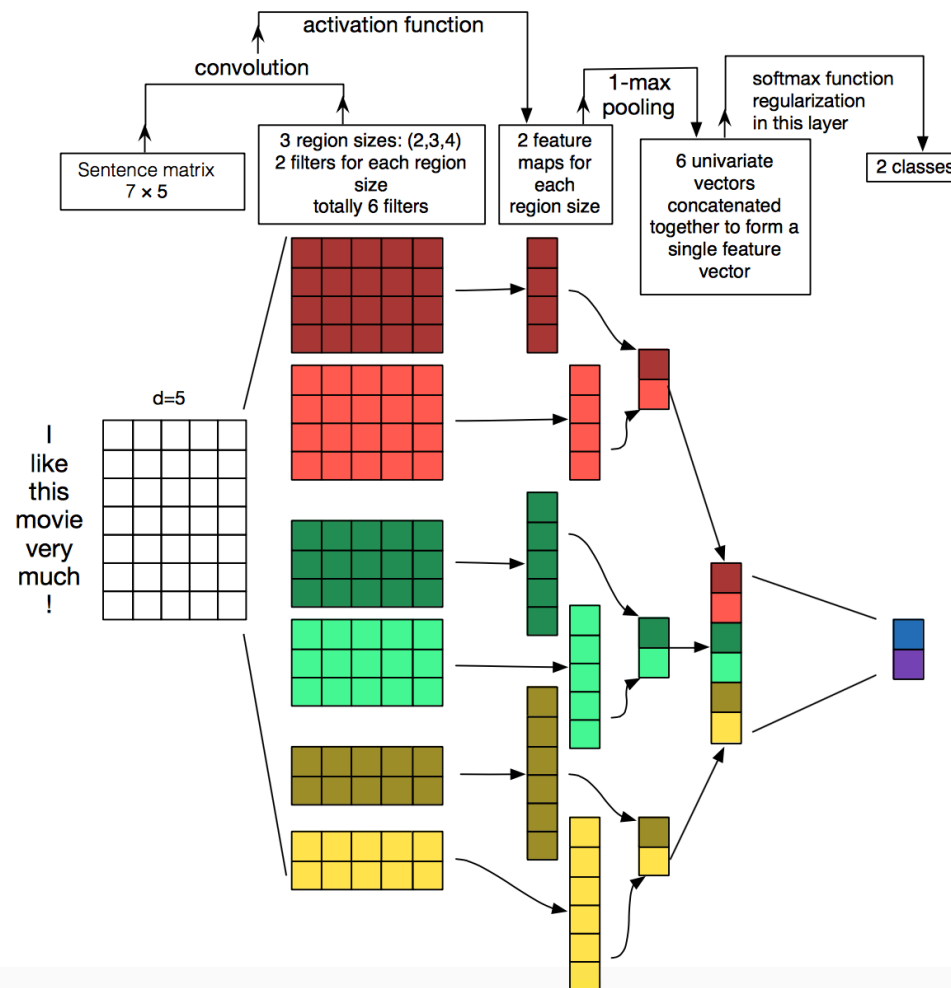 activation function
convolution
1-max
pooling
softmax function
regularization
in this layer
Sentence matrix
7 × 5
3 region sizes: (2,3,4)
2 filters for each region
size
totally 6 filters
2 feature
maps for
each
region size
6 univariate
vectors
concatenated
together to form a
single feature
vector
2 classes
d=5
I
like
this
movie
very
much
!